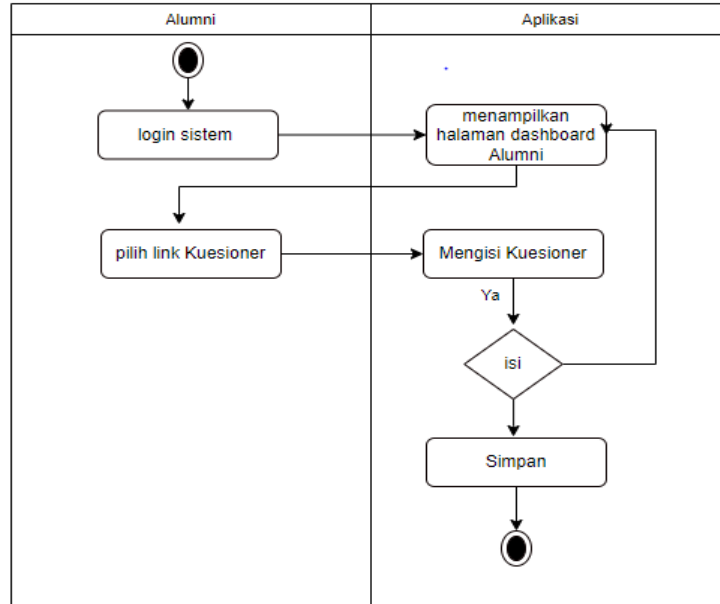 Alumni
Aplikasi
login sistem
menampilkan
halaman dashboard
Alumni
pilih link Kuesioner
Mengisi Kuesioner
Ya
isi
Simpan